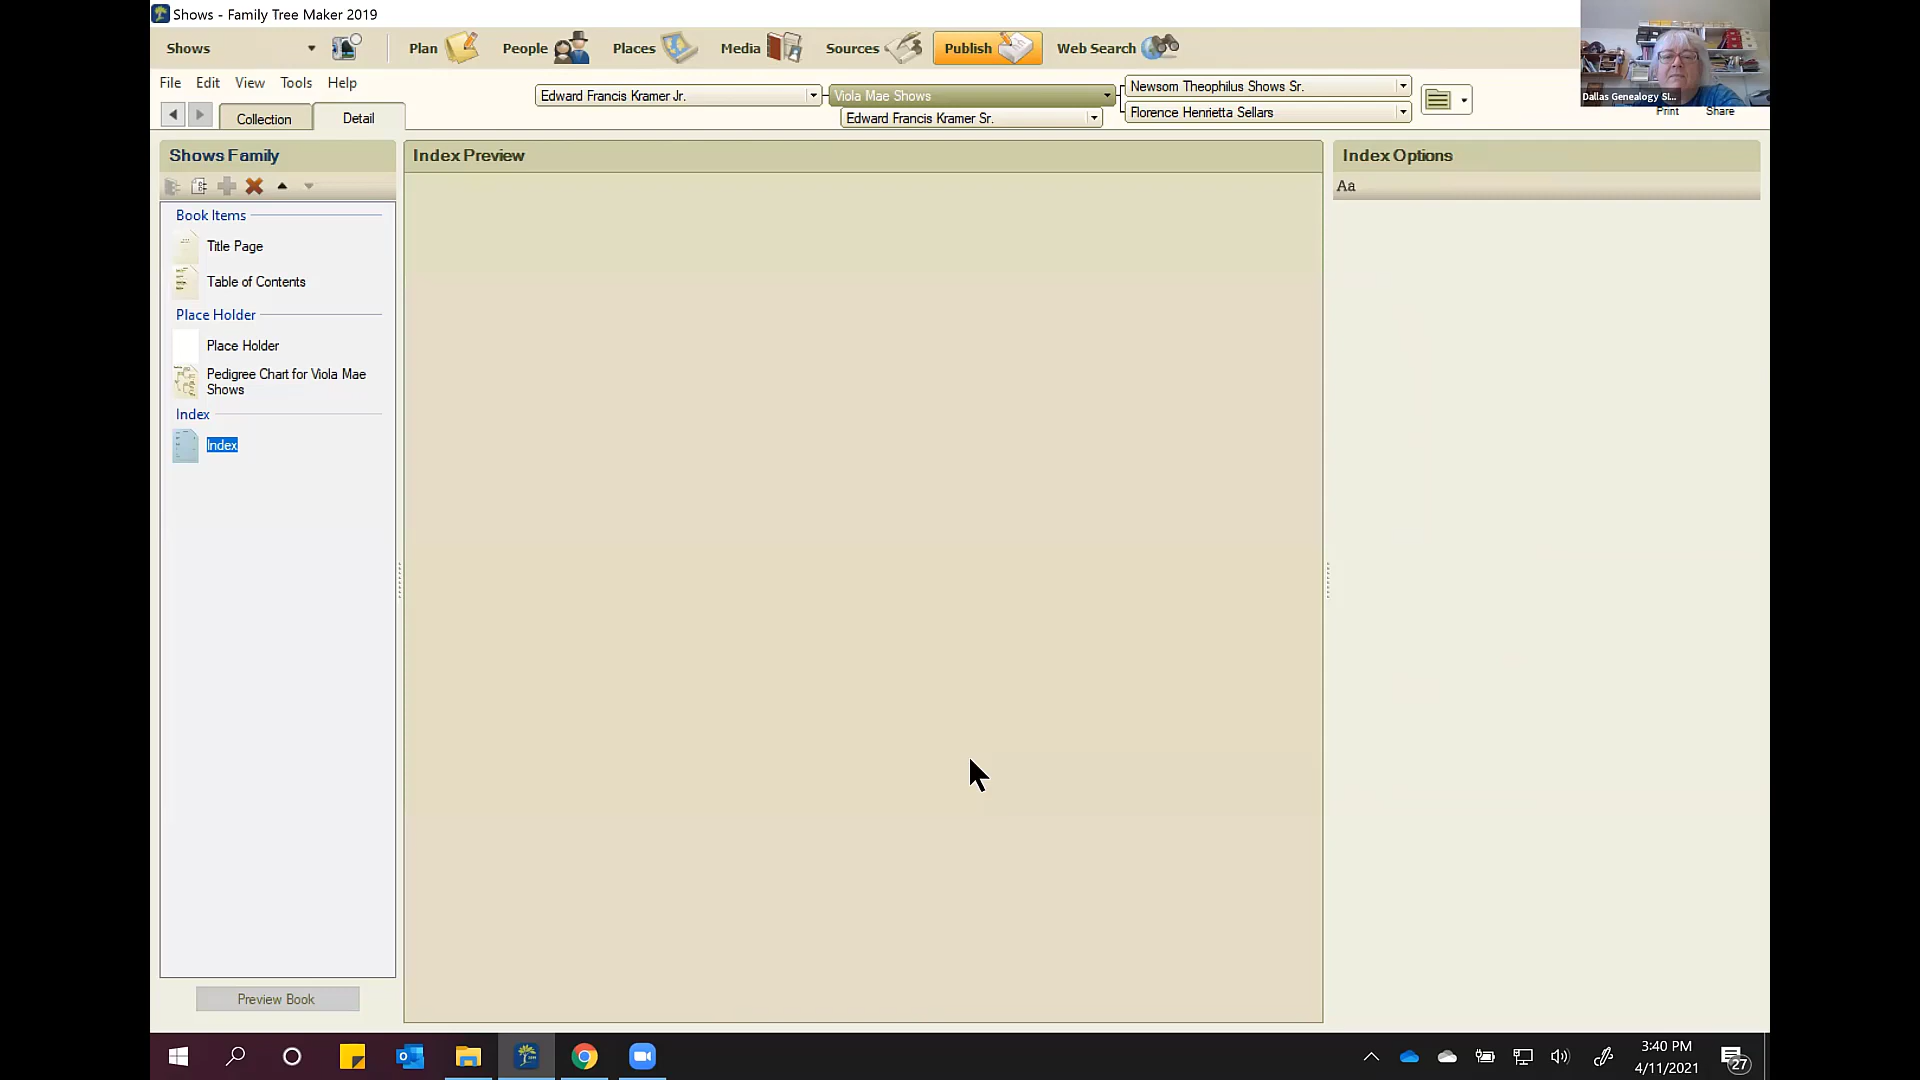 Shows - Family Tree Maker 2019
Shows
Plan
People
Places
Media
Sources
Publish
Web Search
File Edit View Tools Help
Edward Francis Kramer Jr.
Viola Mae Shows
Newsom Theophilus Shows Sr.
Edward Francis Kramer Sr.
Florence Henrietta Sellars
Dallas Genealogy SI...
Print
Share
Collection
Detail
Shows Family
Index Preview
Index Options
Aa
Book Items
Title Page
Table of Contents
Place Holder
Place Holder
Pedigree Chart for Viola Mae
Shows
Index
Index
Preview Book
3:40 PM
4/11/2021
27